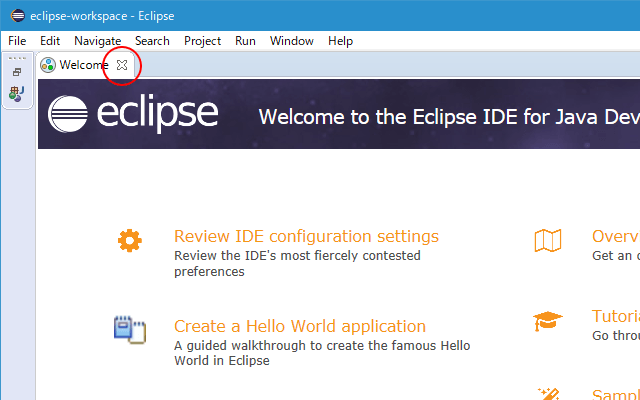 eclipse-workspace - Eclipse
File Edit Navigate Search Project Run Window Help
Welcome
eclipse
Welcome to the Eclipse IDE for Java Dev
Review IDE configuration settings
Review the IDE's most fiercely contested
preferences
Overv
Get an o
Create a Hello World application
A guided walkthrough to create the famous Hello
World in Eclipse
Tutoria
Go throu
Sampl